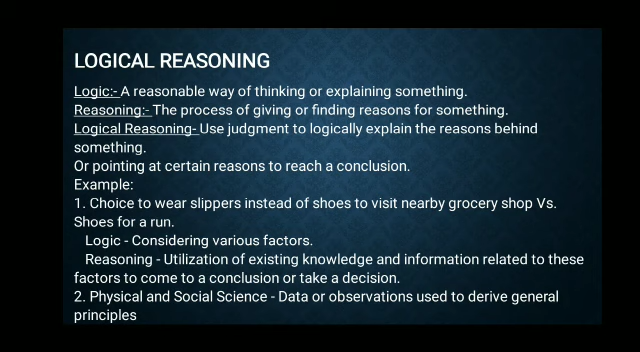 LOGICAL REASONING
Logic:- A reasonable way of thinking or explaining something.
Reasoning:- The process of giving or finding reasons for something.
Logical Reasoning- Use judgment to logically explain the reasons behind
something.
Or pointing at certain reasons to reach a conclusion.
Example:
1. Choice to wear slippers instead of shoes to visit nearby grocery shop Vs.
Shoes for a run.
Logic - Considering various factors.
Reasoning - Utilization of existing knowledge and information related to these
factors to come to a conclusion or take a decision.
2. Physical and Social Science - Data or observations used to derive general
principles